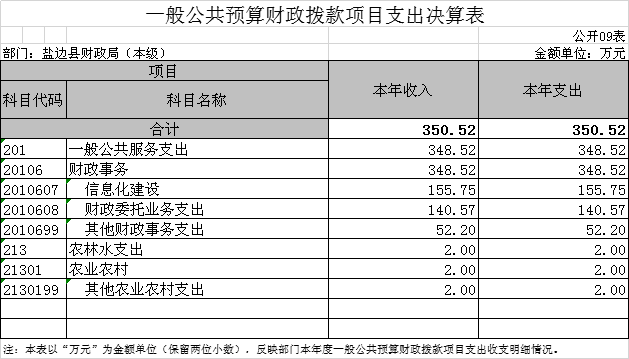 一般公共预算财政拨款项目支出决算表
公开09表
部门：盐边县财政局（本级） 金额单位：万元
项目 本年收入 本年支出
科目代码 科目名称
合计 350.52 350.52
201 一般公共服务支出 348.52 348.52
20106 财政事务 348.52 348.52
2010607 信息化建设 155.75 155.75
2010608 财政委托业务支出 140.57 140.57
2010699 其他财政事务支出 52.20 52.20
213 农林水支出 2.00 2.00
21301 农业农村 2.00 2.00
2130199 其他农业农村支出 2.00 2.00
注：本表以“万元”为金额单位（保留两位小数），反映部门本年度一般公共预算财政拨款项目支出收支明细情况。